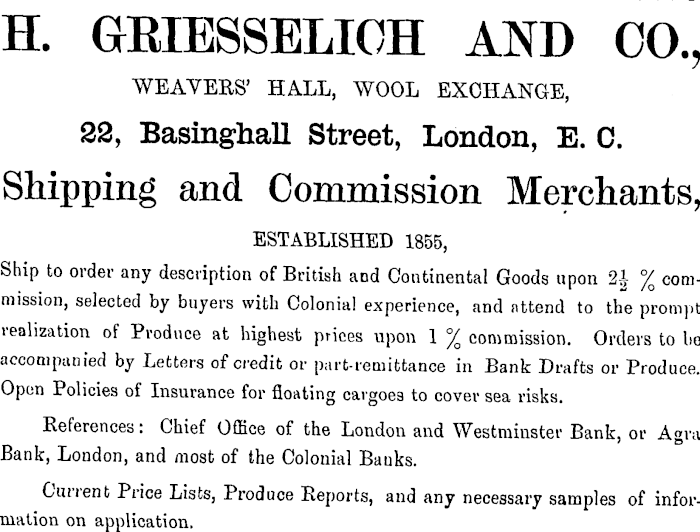 H. GRIESSELICH AND CO.,
WEAVERS' HALL, WOOL EXCHANGE,
22, Basinghall Street, London, E. C.
Shipping and Commission Merchants,
ESTABLISHED 1855,
Ship to order any description of British and Continental Goods upon 2½ % com-
mission, selected by buyers with Colonial experience, and attend to the prompt
realization of Produce at highest prices upon 1 % commission. Orders to be
accompanied by Letters of credit or part-remittance in Bank Drafts or Produce.
Open Policies of Insurance for floating cargoes to cover sea risks.
References: Chief Office of the London and Westminster Bank, or Agra
Bank, London, and most of the Colonial Banks.
Current Price Lists, Produce Reports, and any necessary samples of infor-
mation on application.